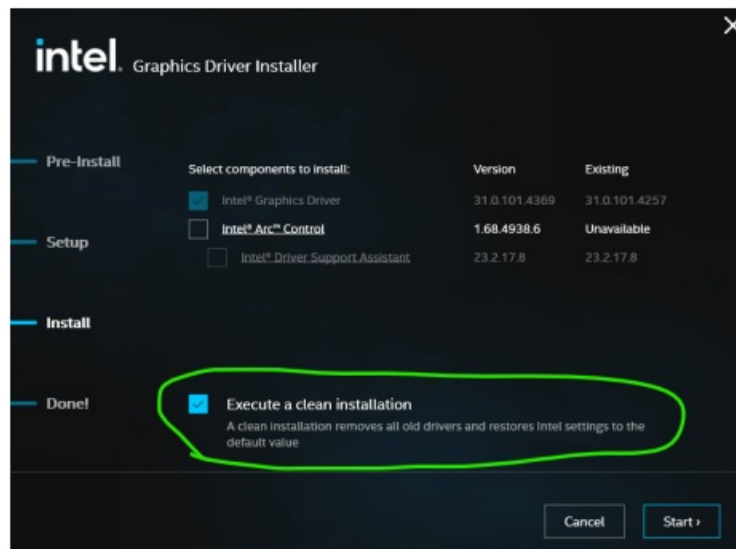 intel. Graphics Driver Installer
Pre-Install
Setup
Install
Done!
Select components to install: Version Existing
Intel® Graphics Driver 31.0.101.4369 31.0.101.4257
Intel® Arc™ Control 1.68.4938.6 Unavailable
Intel® Driver Support Assistant 23.2.17.8 23.2.17.8
Execute a clean installation
A clean installation removes all old drivers and restores Intel settings to the
default value
Cancel Start ›